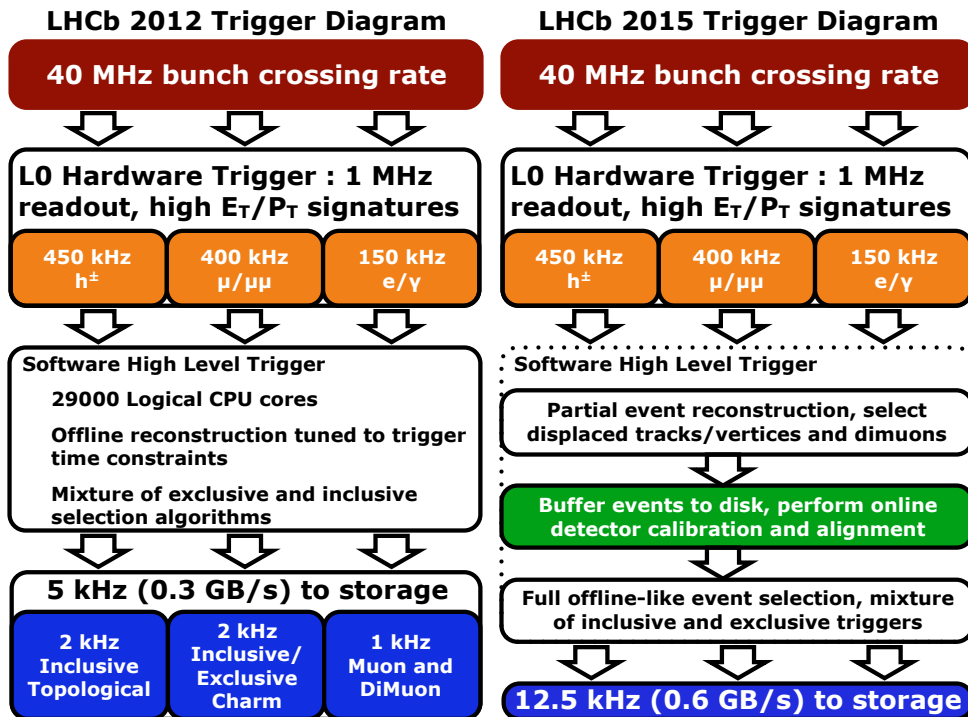 LHCb 2012 Trigger Diagram
40 MHz bunch crossing rate
L0 Hardware Trigger : 1 MHz
readout, high E_T/P_T signatures
450 kHz
h±
400 kHz
μ/μμ
150 kHz
e/γ
Software High Level Trigger
29000 Logical CPU cores
Offline reconstruction tuned to trigger
time constraints
Mixture of exclusive and inclusive
selection algorithms
5 kHz (0.3 GB/s) to storage
2 kHz
Inclusive
Topological
2 kHz
Inclusive/
Exclusive
Charm
1 kHz
Muon and
DiMuon
LHCb 2015 Trigger Diagram
40 MHz bunch crossing rate
L0 Hardware Trigger : 1 MHz
readout, high E_T/P_T signatures
450 kHz
h±
400 kHz
μ/μμ
150 kHz
e/γ
Software High Level Trigger
Partial event reconstruction, select
displaced tracks/vertices and dimuons
Buffer events to disk, perform online
detector calibration and alignment
Full offline-like event selection, mixture
of inclusive and exclusive triggers
12.5 kHz (0.6 GB/s) to storage